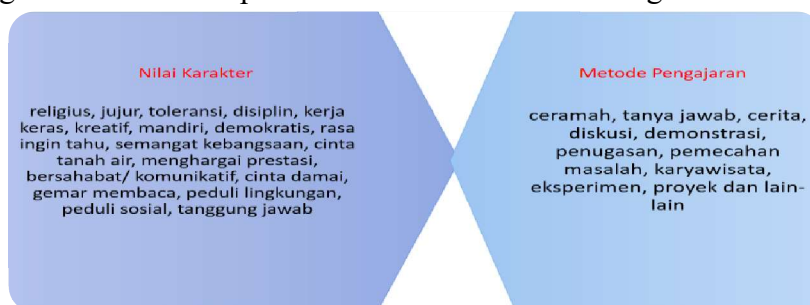 Nilai Karakter
religius, jujur, toleransi, disiplin, kerja
keras, kreatif, mandiri, demokratis, rasa
ingin tahu, semangat kebangsaan, cinta
tanah air, menghargai prestasi,
bersahabat/ komunikatif, cinta damai,
gemar membaca, peduli lingkungan,
peduli sosial, tanggung jawab
Metode Pengajaran
ceramah, tanya jawab, cerita,
diskusi, demonstrasi,
penugasan, pemecahan
masalah, karyawisata,
eksperimen, proyek dan lain-
lain